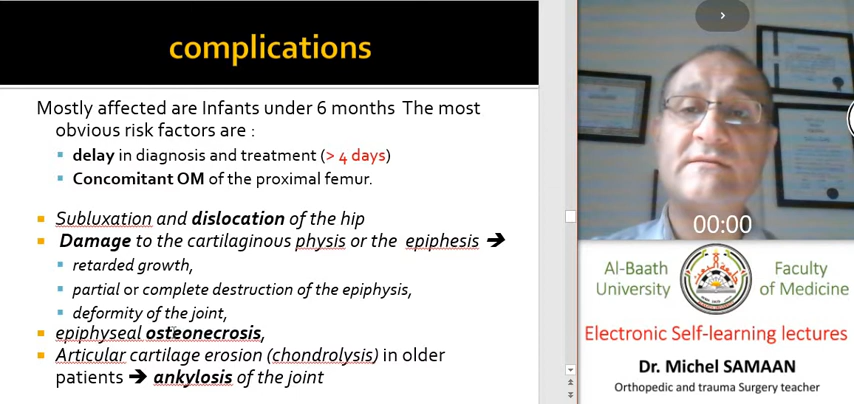 complications
Mostly affected are Infants under 6 months The most
obvious risk factors are :
▪ delay in diagnosis and treatment (> 4 days)
▪ Concomitant OM of the proximal femur.
▪ Subluxation and dislocation of the hip
▪ Damage to the cartilaginous physis or the epiphesis ➔
▪ retarded growth,
▪ partial or complete destruction of the epiphysis,
▪ deformity of the joint,
▪ epiphyseal osteonecrosis,
▪ Articular cartilage erosion (chondrolysis) in older
patients ➔ ankylosis of the joint
00:00
Al-Baath
University
Faculty
of Medicine
Electronic Self-learning lectures
Dr. Michel SAMAAN
Orthopedic and trauma Surgery teacher